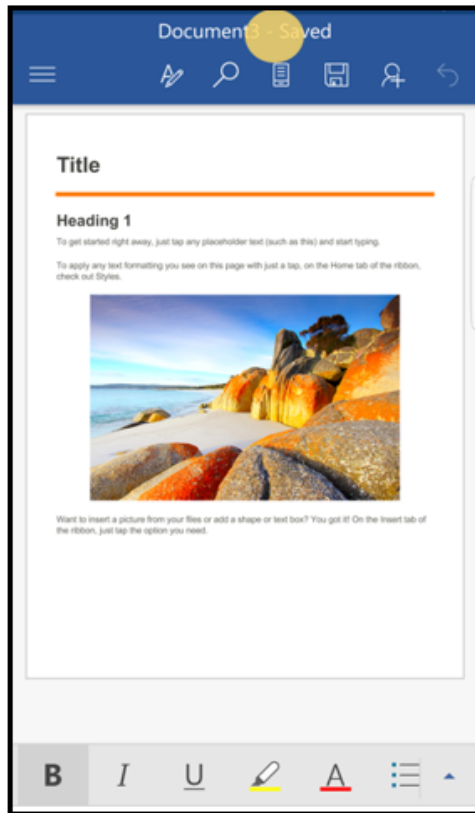 Document3 - Saved
Title
Heading 1
To get started right away, just tap any placeholder text (such as this) and start typing.
To apply any text formatting you see on this page with just a tap, on the Home tab of the ribbon,
check out Styles.
Want to insert a picture from your files or add a shape or text box? You got it! On the Insert tab of
the ribbon, just tap the option you need.
B I U A